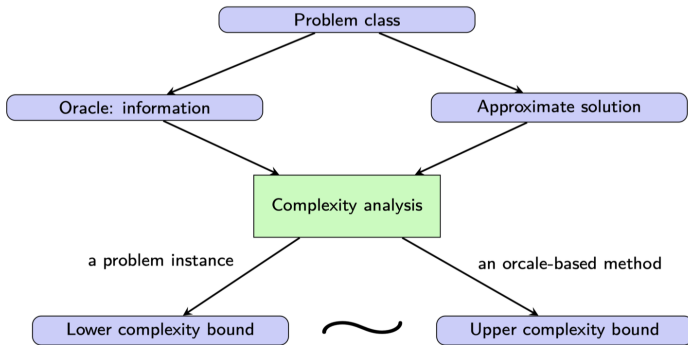 Problem class
Oracle: information
Approximate solution
Complexity analysis
a problem instance
an orcale-based method
Lower complexity bound
Upper complexity bound